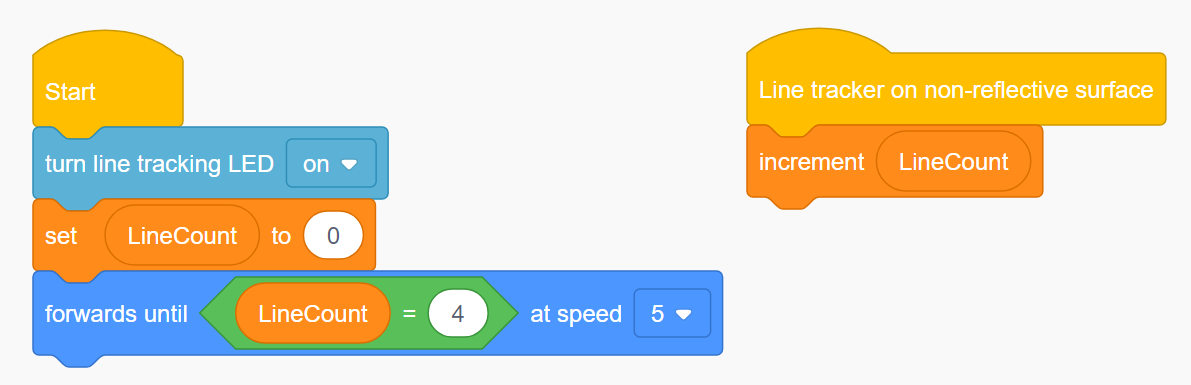 Start
turn line tracking LED on
set LineCount to 0
forwards until LineCount = 4 at speed 5
Line tracker on non-reflective surface
increment LineCount